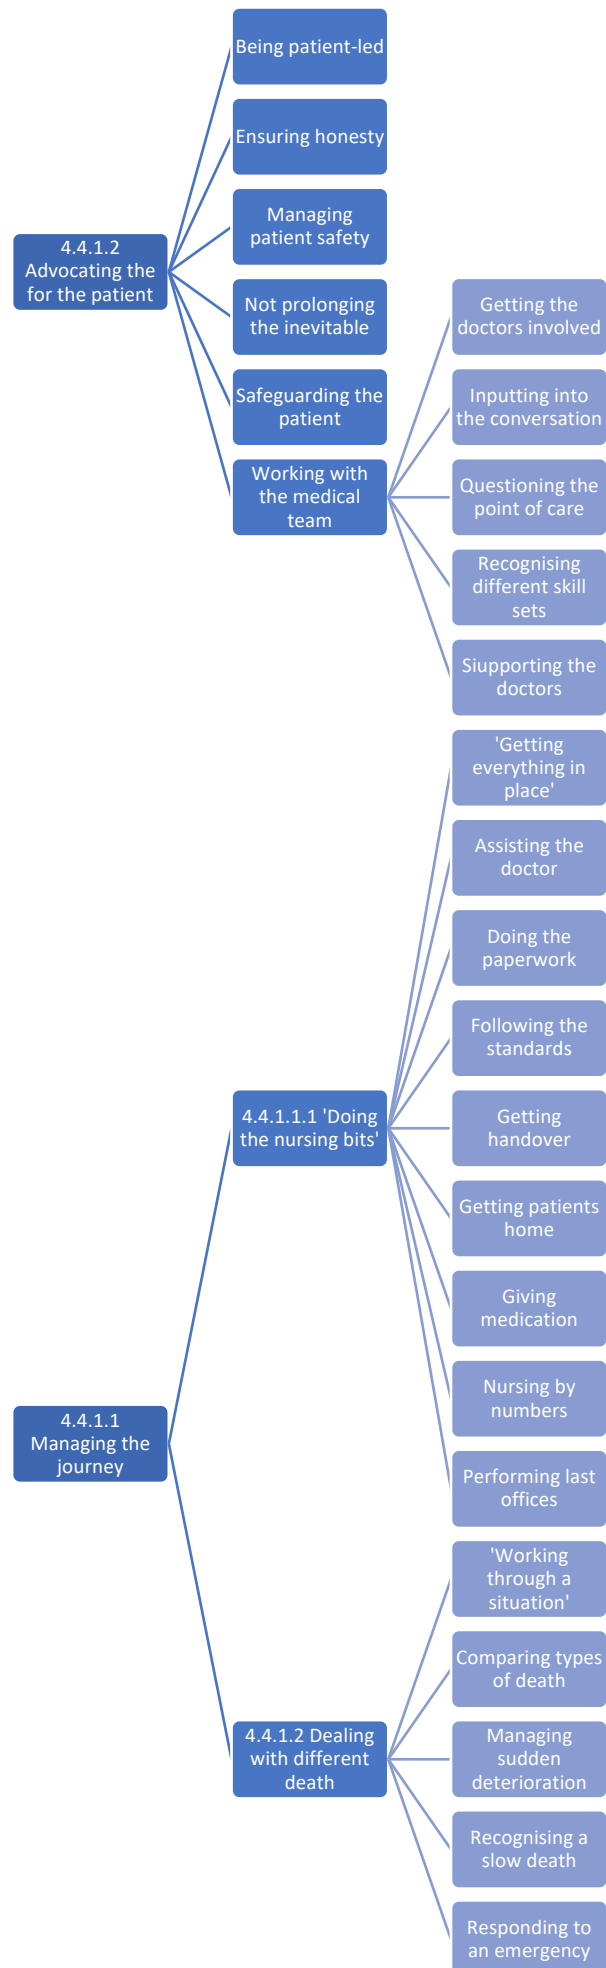 4.4.1.2
Advocating the
for the patient
Being patient-led
Ensuring honesty
Managing
patient safety
Not prolonging
the inevitable
Safeguarding the
patient
Working with
the medical
team
Getting the
doctors involved
Inputting into
the conversation
Questioning the
point of care
Recognising
different skill
sets
Siupporting the
doctors
4.4.1.1
Managing the
journey
4.4.1.1.1 'Doing
the nursing bits'
'Getting
everything in
place'
Assisting the
doctor
Doing the
paperwork
Following the
standards
Getting
handover
Getting patients
home
Giving
medication
Nursing by
numbers
Performing last
offices
4.4.1.2 Dealing
with different
death
'Working
through a
situation'
Comparing types
of death
Managing
sudden
deterioration
Recognising a
slow death
Responding to
an emergency